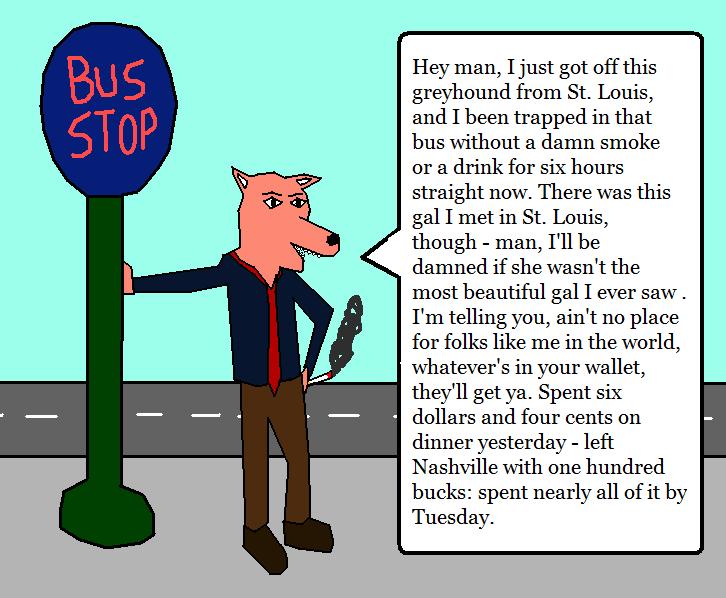 BUS
STOP
Hey man, I just got off this
greyhound from St. Louis,
and I been trapped in that
bus without a damn smoke
or a drink for six hours
straight now. There was this
gal I met in St. Louis,
though - man, I'll be
damned if she wasn't the
most beautiful gal I ever saw .
I'm telling you, ain't no place
for folks like me in the world,
whatever's in your wallet,
they'll get ya. Spent six
dollars and four cents on
dinner yesterday - left
Nashville with one hundred
bucks: spent nearly all of it by
Tuesday.